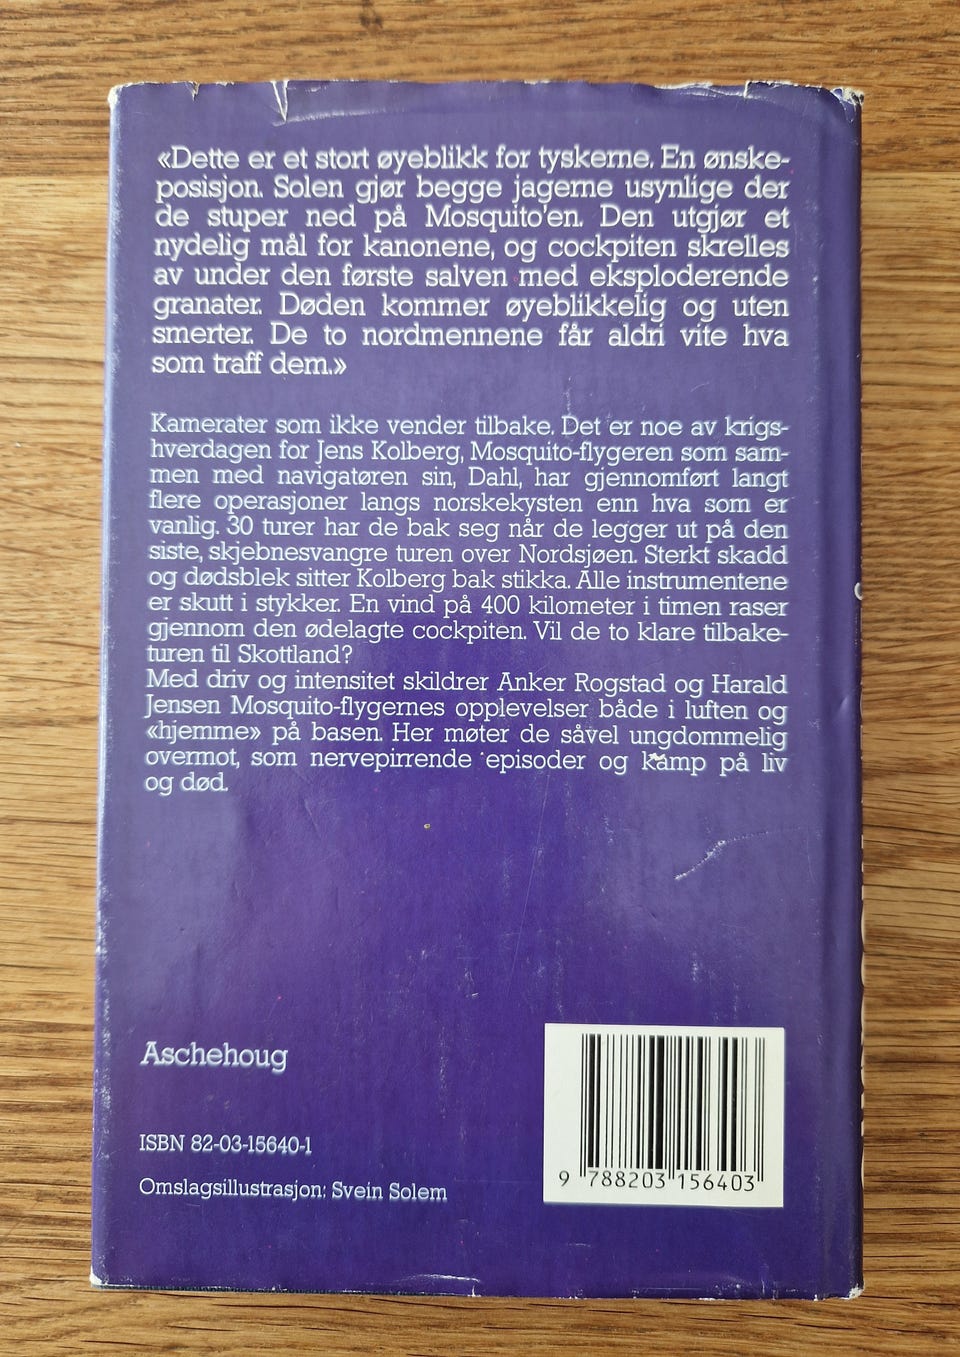 «Dette er et stort øyeblikk for tyskerne. En ønske-
posisjon. Solen gjør begge jagerne usynlige der
de stuper ned på Mosquito'en. Den utgjør et
nydelig mål for kanonene, og cockpiten skrelles
av under den første salven med eksploderende
granater. Døden kommer øyeblikkelig og uten
smerter. De to nordmennene får aldri vite hva
som traff dem.»
Kamerater som ikke vender tilbake. Det er noe av krigs-
hverdagen for Jens Kolberg, Mosquito-flygeren som sam-
men med navigatøren sin, Dahl, har gjennomført langt
flere operasjoner langs norskekysten enn hva som er
vanlig. 30 turer har de bak seg når de legger ut på den
siste, skjebnesvangre turen over Nordsjøen. Sterkt skadd
og dødsblek sitter Kolberg bak stikka. Alle instrumentene
er skutt i stykker. En vind på 400 kilometer i timen raser
gjennom den ødelagte cockpiten. Vil de to klare tilbake-
turen til Skottland?
Med driv og intensitet skildrer Anker Rogstad og Harald
Jensen Mosquito-flygernes opplevelser både i luften og
«hjemme» på basen. Her møter de såvel ungdommelig
overmot, som nervepirrende episoder og kamp på liv
og død.
Aschehoug
ISBN 82-03-15640-1
Omslagsillustrasjon: Svein Solem
9 788203 156403